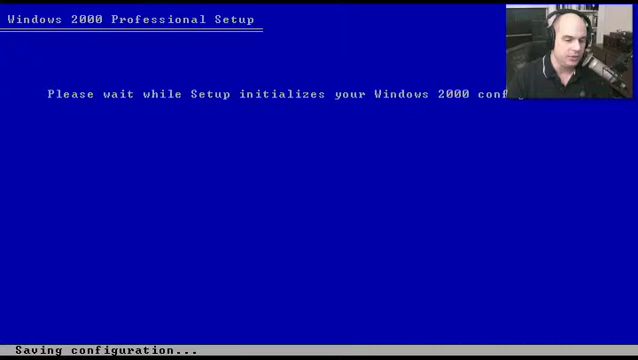 Windows 2000 Professional Setup
Please wait while Setup initializes your Windows 2000
Saving configuration...